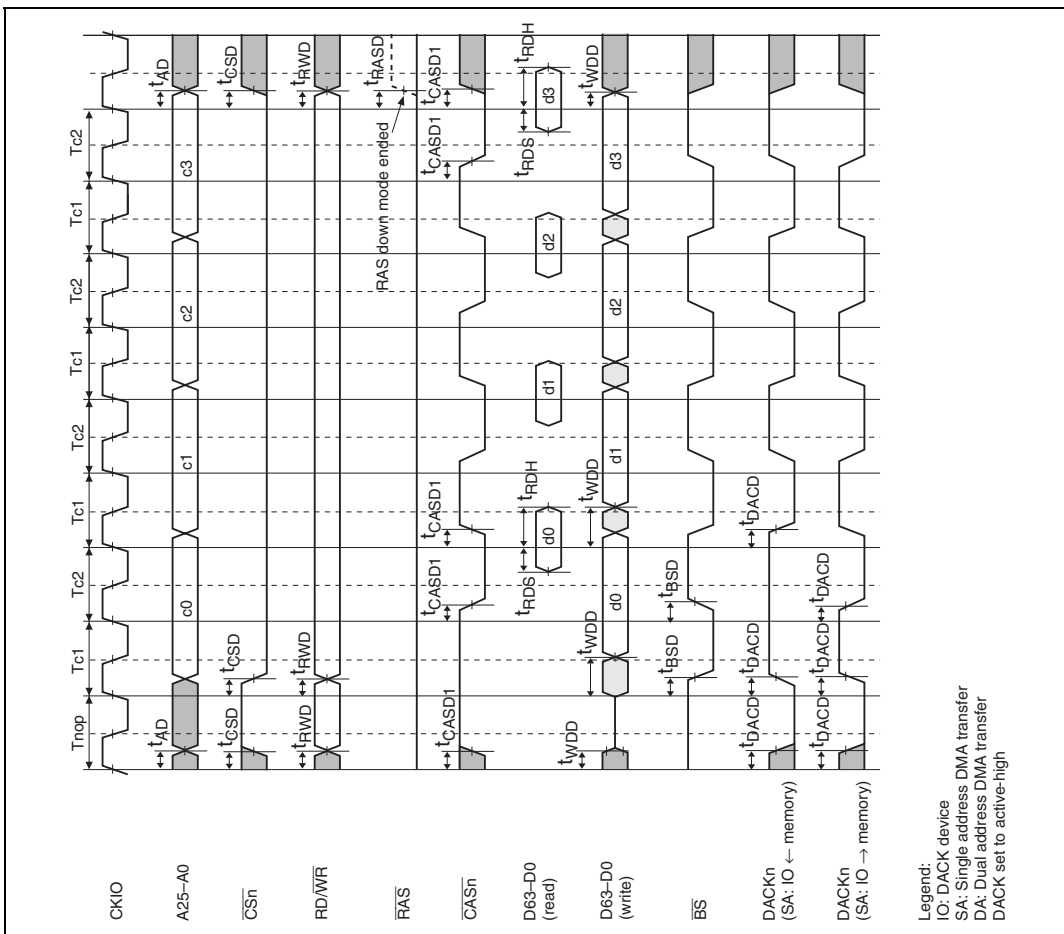 Tnop Tc1 Tc2 Tc1 Tc2 Tc1 Tc2 Tc1 Tc2
CKIO
tAD tAD
A25–A0 c0 c1 c2 c3
tCSD tCSD tCSD
CSn
tRWD tRWD tRWD
RD/WR
tRASD
RAS down mode ended
RAS
tCASD1 tCASD1 tCASD1 tCASD1 tCASD1
CASn
tRDS tRDH tRDS tRDH
D63–D0 d0 d1 d2 d3
(read)
tWDD tWDD tWDD tWDD
D63–D0 d0 d1 d2 d3
(write)
tBSD tBSD
BS
tDACD tDACD tDACD
DACKn
(SA: IO ← memory)
tDACD tDACD tDACD
DACKn
(SA: IO → memory)
Legend:
IO: DACK device
SA: Single address DMA transfer
DA: Dual address DMA transfer
DACK set to active-high